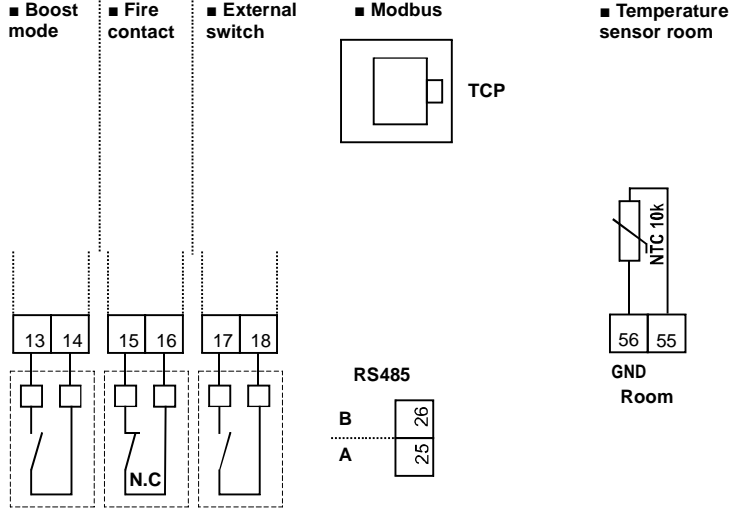 ■ Boost mode
■ Fire contact
■ External switch
■ Modbus
■ Temperature sensor room
TCP
NTC 10k
13 14 15 16 17 18
56 55
GND
Room
RS485
B 26
A 25
N.C